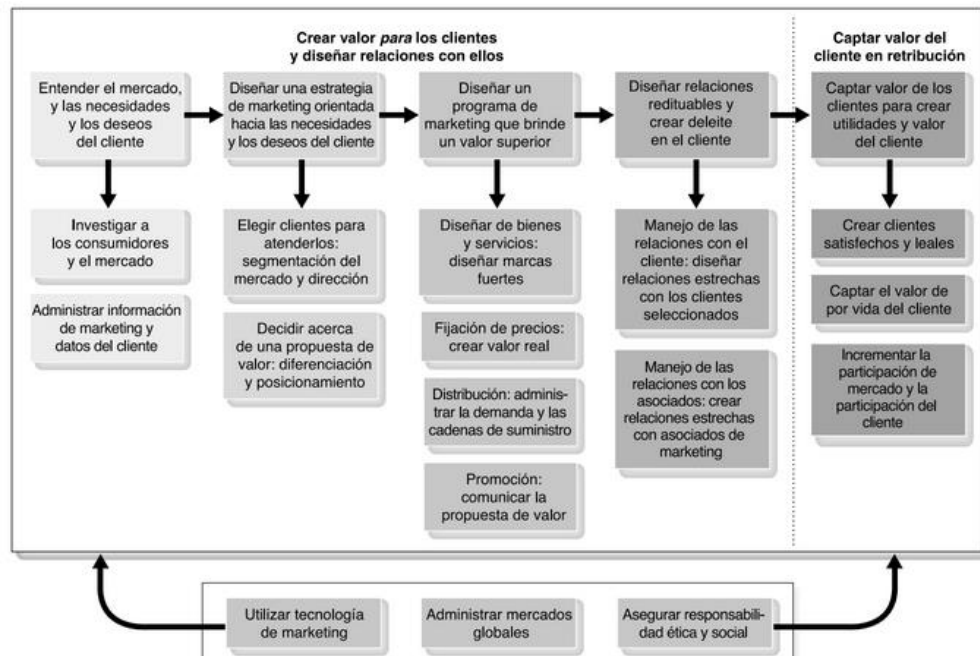 Crear valor para los clientes
y diseñar relaciones con ellos
Captar valor del
cliente en retribución
Entender el mercado,
y las necesidades
y los deseos
del cliente
Diseñar una estrategia
de marketing orientada
hacia las necesidades
y los deseos del cliente
Diseñar un
programa de
marketing que brinde
un valor superior
Diseñar relaciones
redituables y
crear deleite
en el cliente
Captar valor de los
clientes para crear
utilidades y valor
del cliente
Investigar a
los consumidores
y el mercado
Administrar información
de marketing y
datos del cliente
Elegir clientes para
atenderlos:
segmentación del
mercado y dirección
Decidir acerca
de una propuesta de
valor: diferenciación
y posicionamiento
Diseñar de bienes
y servicios:
diseñar marcas
fuertes
Fijación de precios:
crear valor real
Distribución: adminis-
trar la demanda y las
cadenas de suministro
Promoción:
comunicar la
propuesta de valor
Manejo de las
relaciones con el
cliente: diseñar
relaciones estrechas
con los clientes
seleccionados
Manejo de las
relaciones con los
asociados: crear
relaciones estrechas
con asociados de
marketing
Crear clientes
satisfechos y leales
Captar el valor de
por vida del cliente
Incrementar la
participación de
mercado y la
participación del
cliente
Utilizar tecnología
de marketing
Administrar mercados
globales
Asegurar responsabili-
dad ética y social